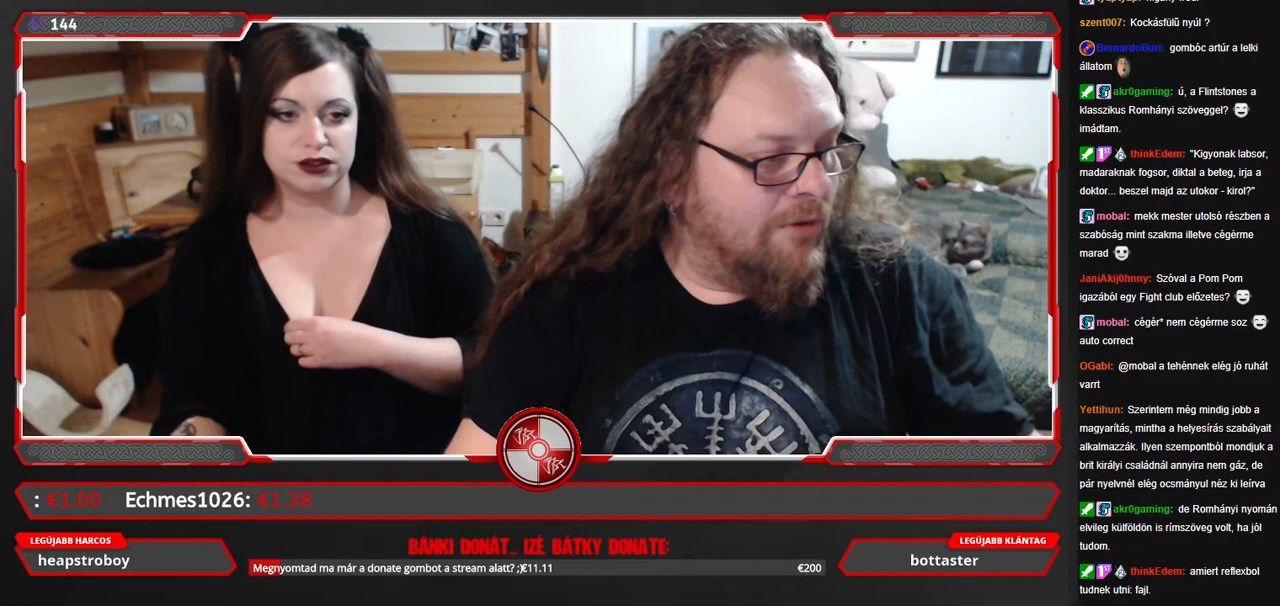 144
: €1.00 Echmes1026: €1.38
LEGÚJABB HARCOS
heapstroboy
BÁNKI DONÁT... IZÉ BÁTKY DONATE:
Megnyomtad ma már a donate gombot a stream alatt? ;)
€11.11
€200
LEGÚJABB KLÁNTAG
bottaster
szent007: Kockásfülű nyúl ?
BernardoBuri: gombóc artúr a lelki
állatom
akr0gaming: ú, a Flintstones a
klasszikus Romhányi szöveggel?
imádtam.
thinkEdem: "Kigyonak labsor,
madaraknak fogsor, diktal a beteg, irja a
doktor... beszel majd az utokor - kirol?"
mobal: mekk mester utolsó részben a
szabóság mint szakma illetve cégérme
marad
JaniAkij0hnny: Szóval a Pom Pom
igazából egy Fight club előzetes?
mobal: cégér* nem cégérme soz
auto correct
OGabi: @mobal a tehénnek elég jó ruhát
varrt
Yettihun: Szerintem még mindig jobb a
magyarítás, mintha a helyesírás szabályait
alkalmazzák. Ilyen szempontból mondjuk a
brit királyi családnál annyira nem gáz, de
pár nyelvnél elég ocsmányul néz ki leírva
akr0gaming: de Romhányi nyomán
elvileg külföldön is rímszöveg volt, ha jól
tudom.
thinkEdem: amiert reflexbol
tudnek utni: fajl.